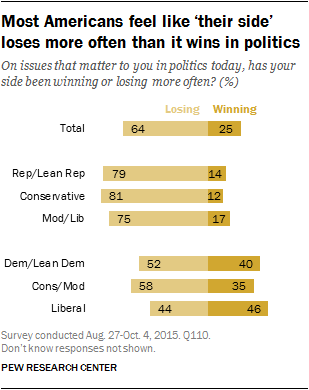 Most Americans feel like ‘their side’
loses more often than it wins in politics
On issues that matter to you in politics today, has your
side been winning or losing more often? (%)
Losing Winning
Total 64 25
Rep/Lean Rep 79 14
Conservative 81 12
Mod/Lib 75 17
Dem/Lean Dem 52 40
Cons/Mod 58 35
Liberal 44 46
Survey conducted Aug. 27-Oct. 4, 2015. Q110.
Don’t know responses not shown.
PEW RESEARCH CENTER